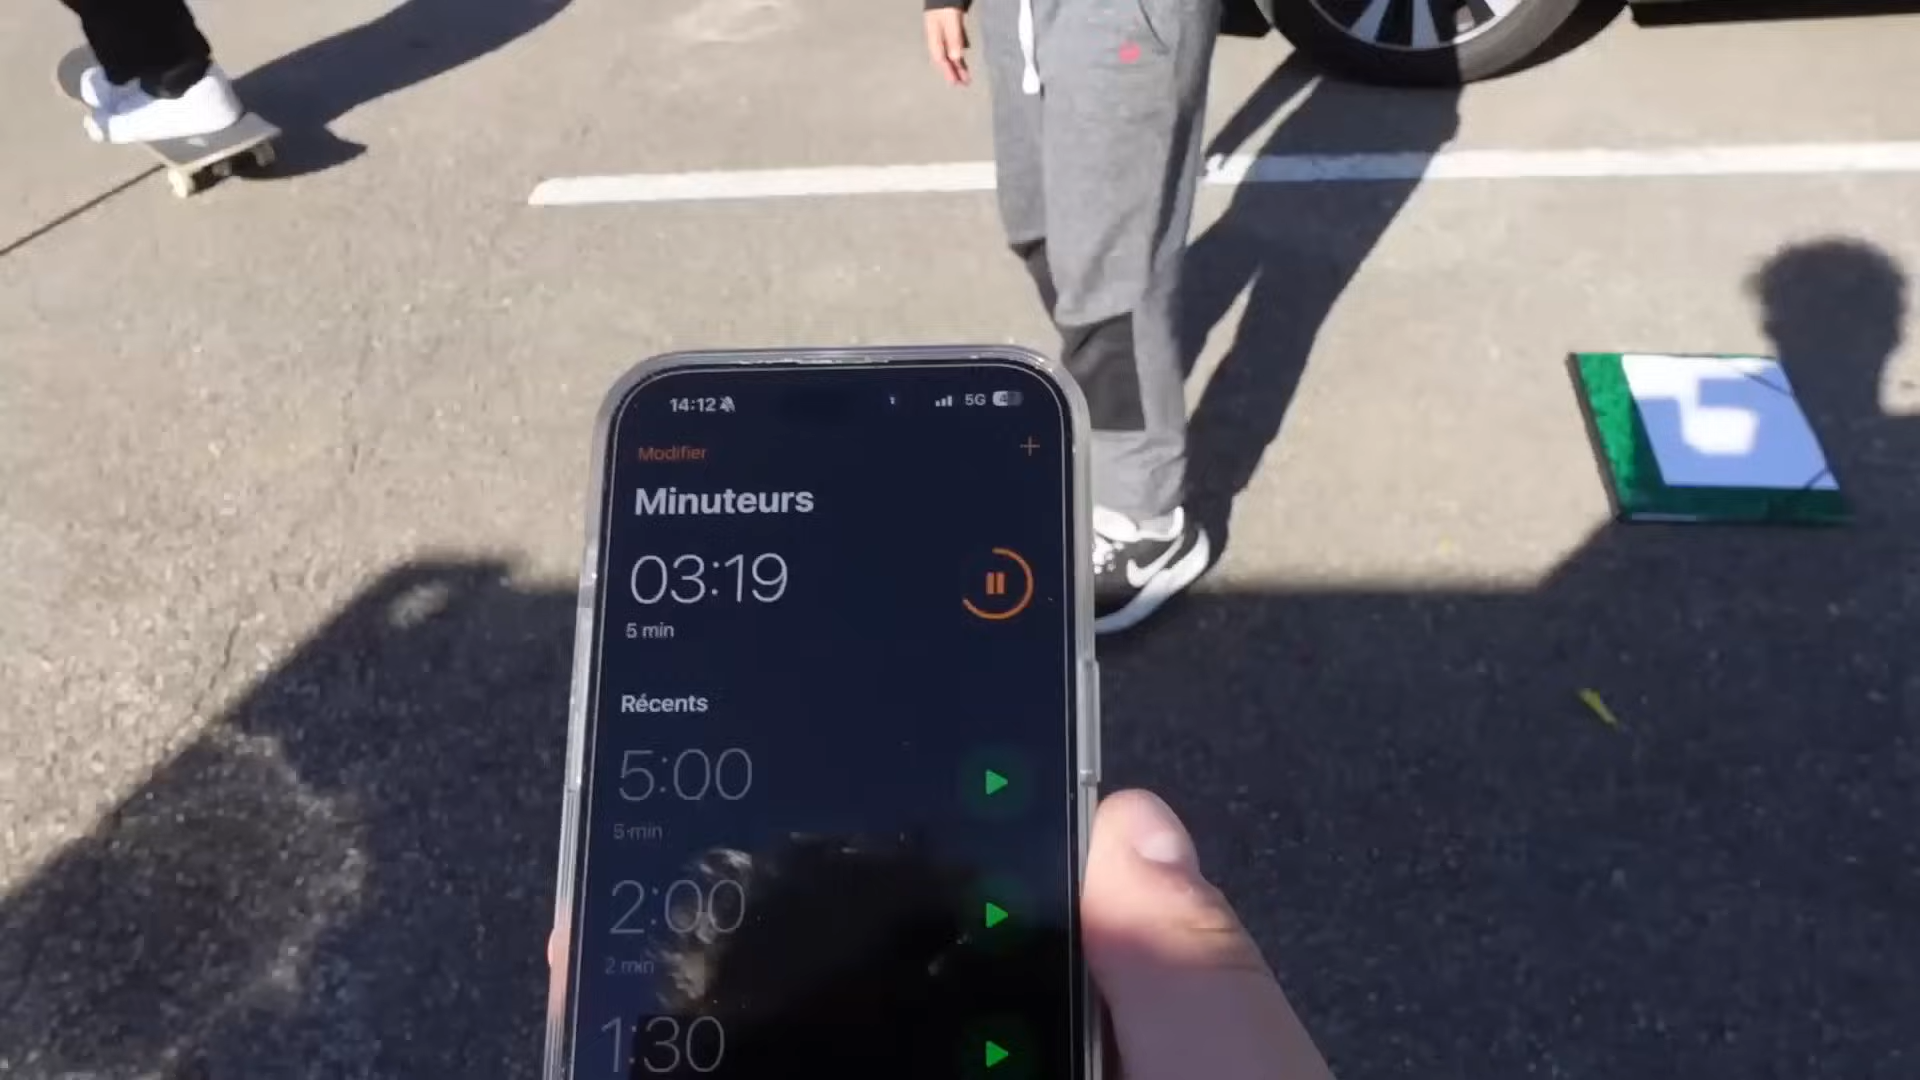 14:12 5G
Modifier
Minuteurs
03:19
5 min
Récents
5:00
5 min
2:00
2 min
1:30